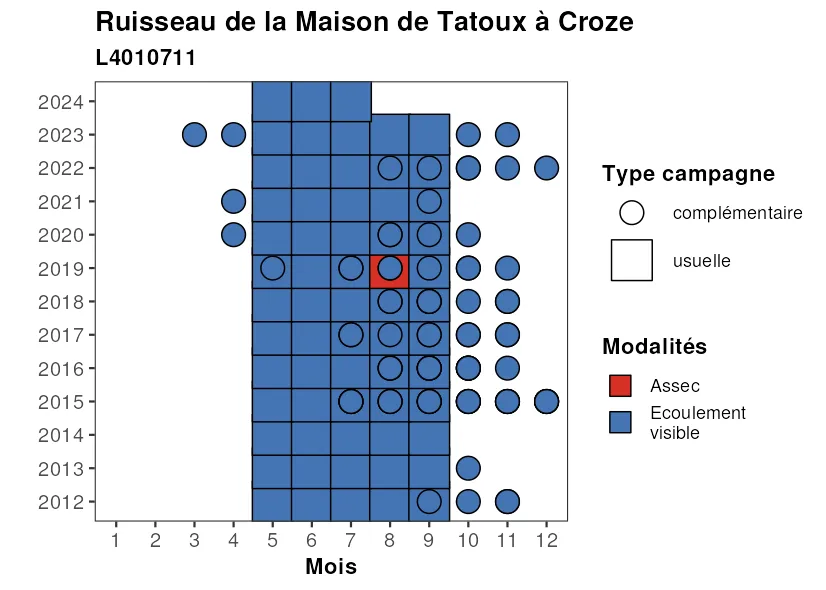 Ruisseau de la Maison de Tatoux à Croze
L4010711
2024
2023
2022
2021
2020
2019
2018
2017
2016
2015
2014
2013
2012
1 2 3 4 5 6 7 8 9 10 11 12
Mois
Type campagne
complémentaire
usuelle
Modalités
Assec
Ecoulement
visible